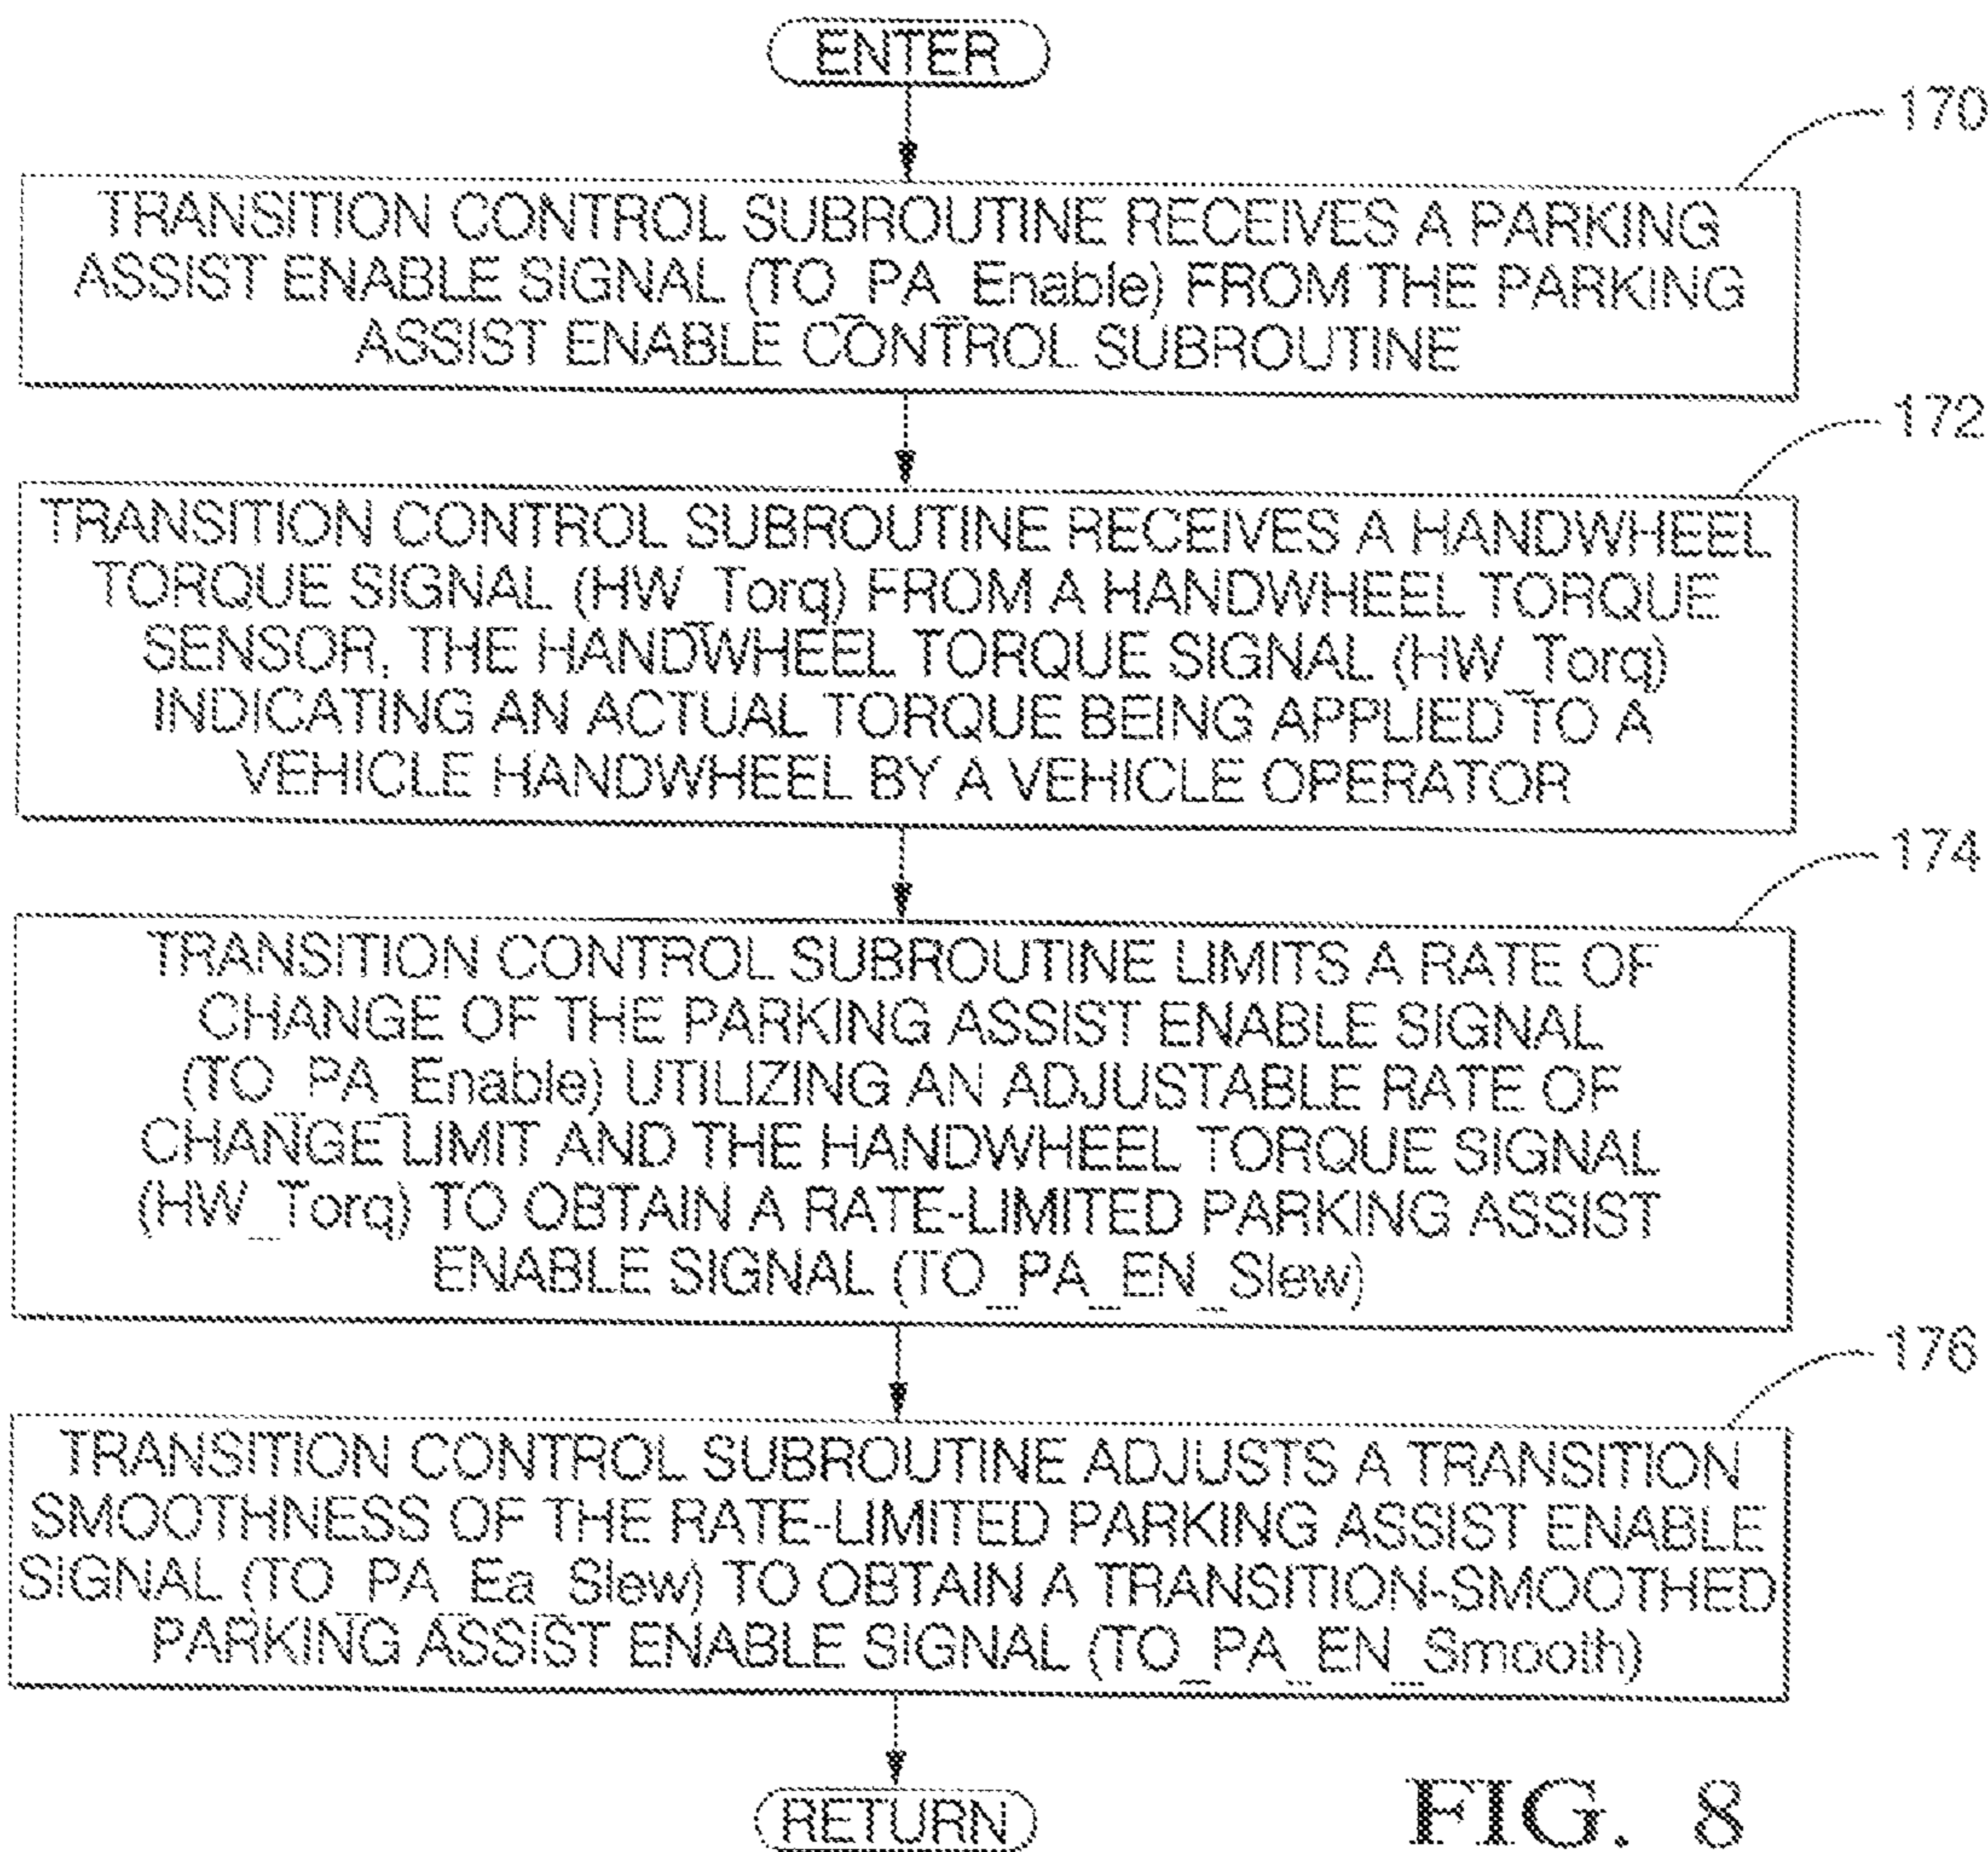 ENTER
170
TRANSITION CONTROL SUBROUTINE RECEIVES A PARKING
ASSIST ENABLE SIGNAL (TO_PA_Enable) FROM THE PARKING
ASSIST ENABLE CONTROL SUBROUTINE
172
TRANSITION CONTROL SUBROUTINE RECEIVES A HANDWHEEL
TORQUE SIGNAL (HW_Torq) FROM A HANDWHEEL TORQUE
SENSOR, THE HANDWHEEL TORQUE SIGNAL (HW_Torq)
INDICATING AN ACTUAL TORQUE BEING APPLIED TO A
VEHICLE HANDWHEEL BY A VEHICLE OPERATOR
174
TRANSITION CONTROL SUBROUTINE LIMITS A RATE OF
CHANGE OF THE PARKING ASSIST ENABLE SIGNAL
(TO_PA_Enable) UTILIZING AN ADJUSTABLE RATE OF
CHANGE LIMIT AND THE HANDWHEEL TORQUE SIGNAL
(HW_Torq) TO OBTAIN A RATE-LIMITED PARKING ASSIST
ENABLE SIGNAL (TO_PA_EN_Slew)
176
TRANSITION CONTROL SUBROUTINE ADJUSTS A TRANSITION
SMOOTHNESS OF THE RATE-LIMITED PARKING ASSIST ENABLE
SIGNAL (TO_PA_Ea_Slew) TO OBTAIN A TRANSITION-SMOOTHED
PARKING ASSIST ENABLE SIGNAL (TO_PA_EN_Smooth)
RETURN
FIG. 8